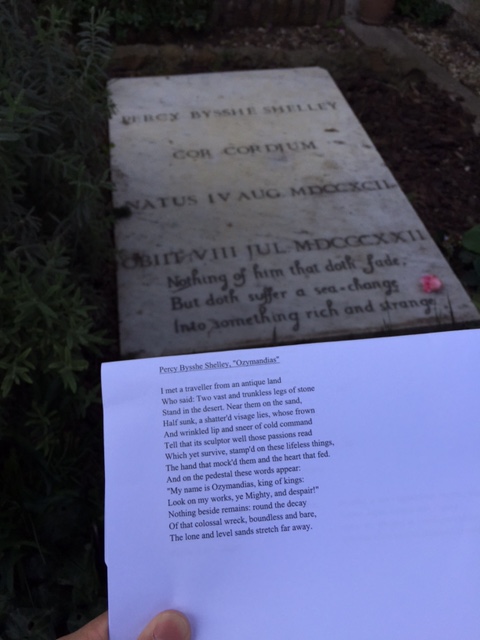 PERCY BYSSHE SHELLEY
COR CORDIUM
NATUS IV AUG. MDCCXCII
OBIIT VIII JUL. MDCCCXXII
Nothing of him that doth fade,
But doth suffer a sea-change
Into something rich and strange.
Percy Bysshe Shelley, "Ozymandias"
I met a traveller from an antique land
Who said: Two vast and trunkless legs of stone
Stand in the desert. Near them on the sand,
Half sunk, a shatter'd visage lies, whose frown
And wrinkled lip and sneer of cold command
Tell that its sculptor well those passions read
Which yet survive, stamp'd on these lifeless things,
The hand that mock'd them and the heart that fed.
And on the pedestal these words appear:
"My name is Ozymandias, king of kings:
Look on my works, ye Mighty, and despair!"
Nothing beside remains: round the decay
Of that colossal wreck, boundless and bare,
The lone and level sands stretch far away.